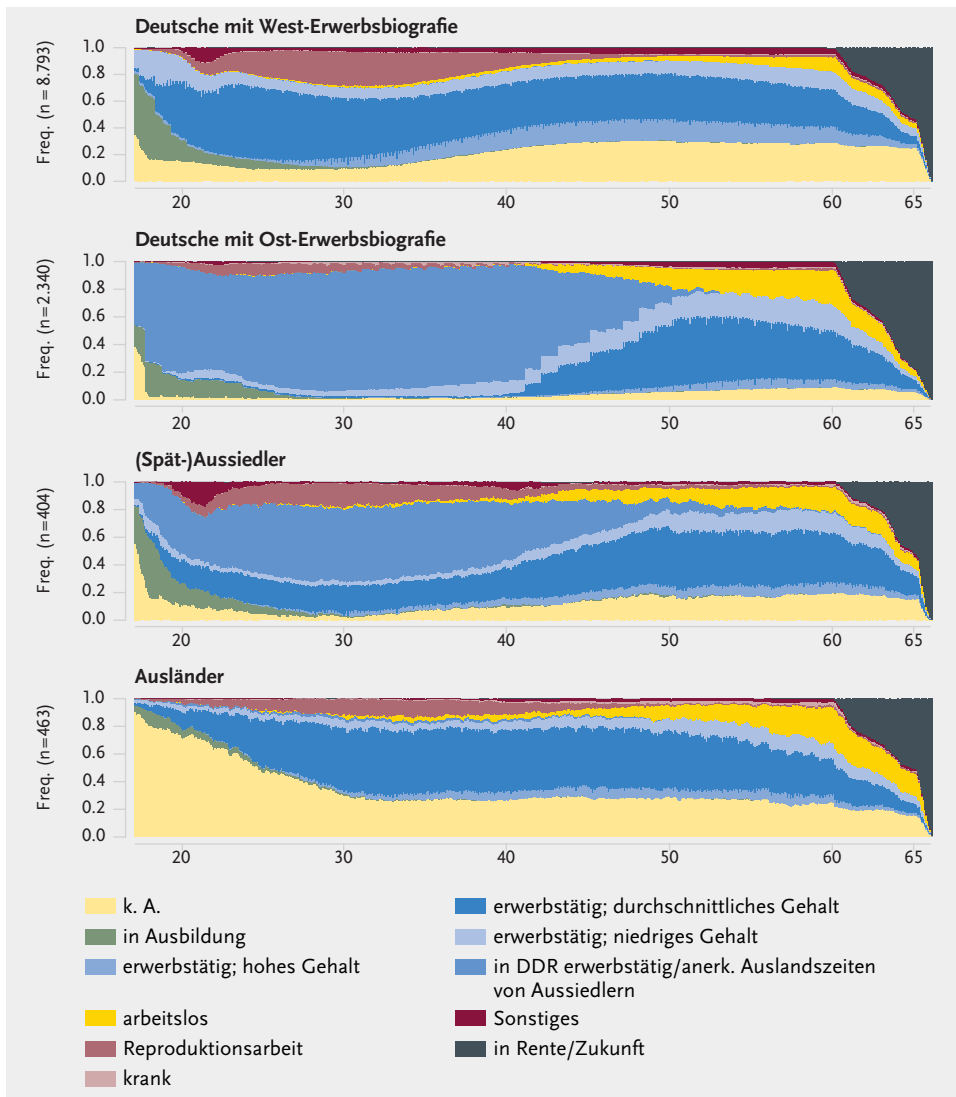 Deutsche mit West-Erwerbsbiografie
Freq. (n = 8.793)
1.0
0.8
0.6
0.4
0.2
0.0
20 30 40 50 60 65
Deutsche mit Ost-Erwerbsbiografie
Freq. (n = 2.340)
1.0
0.8
0.6
0.4
0.2
0.0
20 30 40 50 60 65
(Spät-)Aussiedler
Freq. (n = 404)
1.0
0.8
0.6
0.4
0.2
0.0
20 30 40 50 60 65
Ausländer
Freq. (n = 463)
1.0
0.8
0.6
0.4
0.2
0.0
20 30 40 50 60 65
k. A.
in Ausbildung
erwerbstätig; hohes Gehalt
arbeitslos
Reproduktionsarbeit
krank
erwerbstätig; durchschnittliches Gehalt
erwerbstätig; niedriges Gehalt
in DDR erwerbstätig/anerk. Auslandszeiten
von Aussiedlern
Sonstiges
in Rente/Zukunft